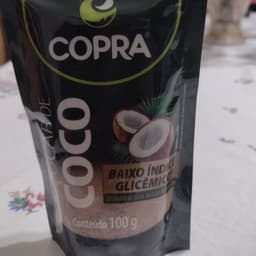 COPRA
COCO
BAIXO ÍNDICE
GLICÊMICO
Conteúdo 100 g